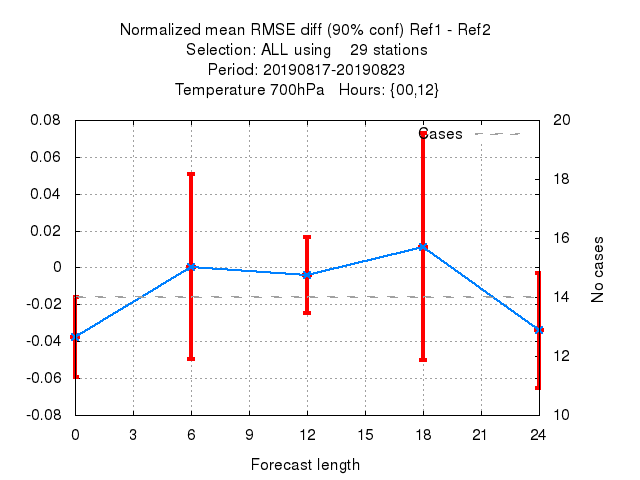 Normalized mean RMSE diff (90% conf) Ref1 - Ref2
Selection: ALL using    29 stations
Period: 20190817-20190823
Temperature 700hPa   Hours: {00,12}
Cases
0.08
0.06
0.04
0.02
0
-0.02
-0.04
-0.06
-0.08
20
18
16
14
12
10
No cases
0 3 6 9 12 15 18 21 24
Forecast length